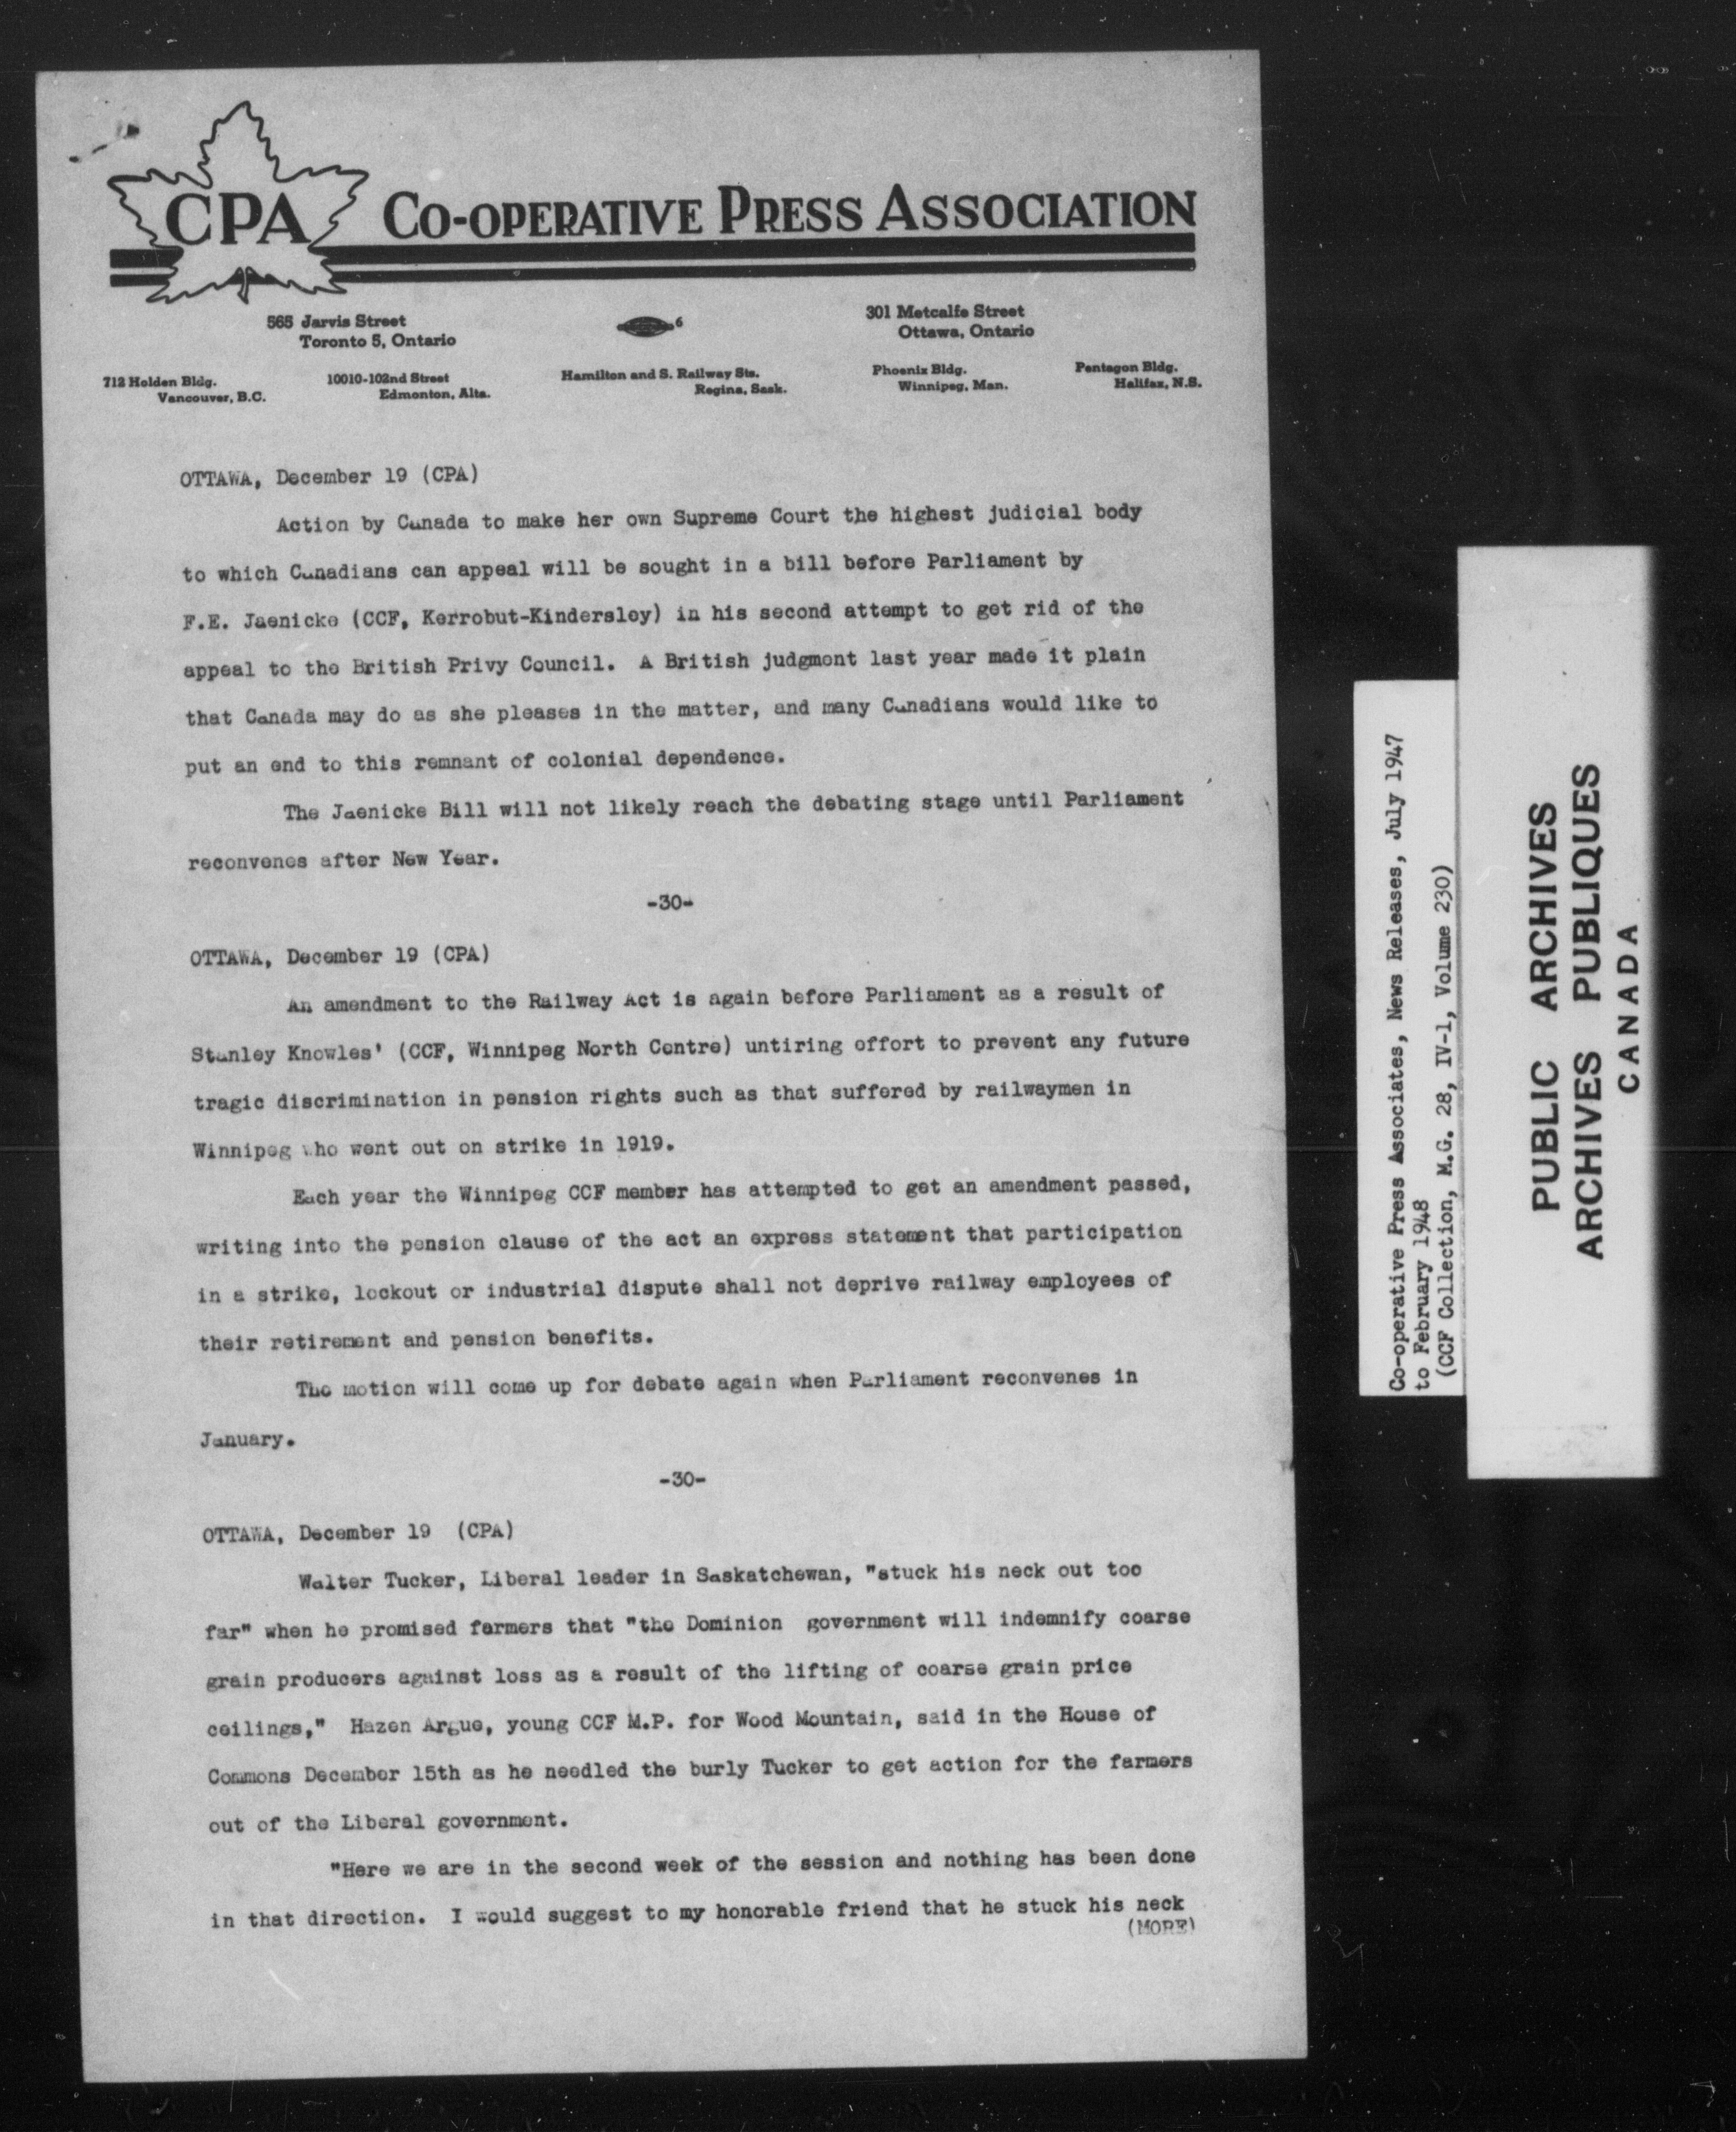 CPA CO-OPERATIVE PRESS ASSOCIATION
565 Jarvis Street
Toronto 5, Ontario
6
301 Metcalfe Street
Ottawa, Ontario
712 Holden Bldg.
Vancouver, B.C.
10010-102nd Street
Edmonton, Alta.
Hamilton and S. Railway Sts.
Regina, Sask.
Phoenix Bldg.
Winnipeg, Man.
Pentagon Bldg.
Halifax, N.S.
OTTAWA, December 19 (CPA)
Action by Canada to make her own Supreme Court the highest judicial body
to which Canadians can appeal will be sought in a bill before Parliament by
F.E. Jaenicke (CCF, Kerrobut-Kindersley) in his second attempt to get rid of the
appeal to the British Privy Council. A British judgment last year made it plain
that Canada may do as she pleases in the matter, and many Canadians would like to
put an end to this remnant of colonial dependence.
The Jaenicke Bill will not likely reach the debating stage until Parliament
reconvenes after New Year.
-30-
OTTAWA, December 19 (CPA)
An amendment to the Railway Act is again before Parliament as a result of
Stanley Knowles' (CCF, Winnipeg North Centre) untiring effort to prevent any future
tragic discrimination in pension rights such as that suffered by railwaymen in
Winnipeg who went out on strike in 1919.
Each year the Winnipeg CCF member has attempted to get an amendment passed,
writing into the pension clause of the act an express statement that participation
in a strike, lockout or industrial dispute shall not deprive railway employees of
their retirement and pension benefits.
The motion will come up for debate again when Parliament reconvenes in
January.
-30-
OTTAWA, December 19 (CPA)
Walter Tucker, Liberal leader in Saskatchewan, "stuck his neck out too
far" when he promised farmers that "the Dominion government will indemnify coarse
grain producers against loss as a result of the lifting of coarse grain price
ceilings," Hazen Argue, young CCF M.P. for Wood Mountain, said in the House of
Commons December 15th as he needled the burly Tucker to get action for the farmers
out of the Liberal government.
"Here we are in the second week of the session and nothing has been done
in that direction. I would suggest to my honorable friend that he stuck his neck
(MORE)
Co-operative Press Associates, News Releases, July 1947
to February 1948
(CCF Collection, M.G. 28, IV-1, Volume 230)
PUBLIC ARCHIVES
ARCHIVES PUBLIQUES
CANADA